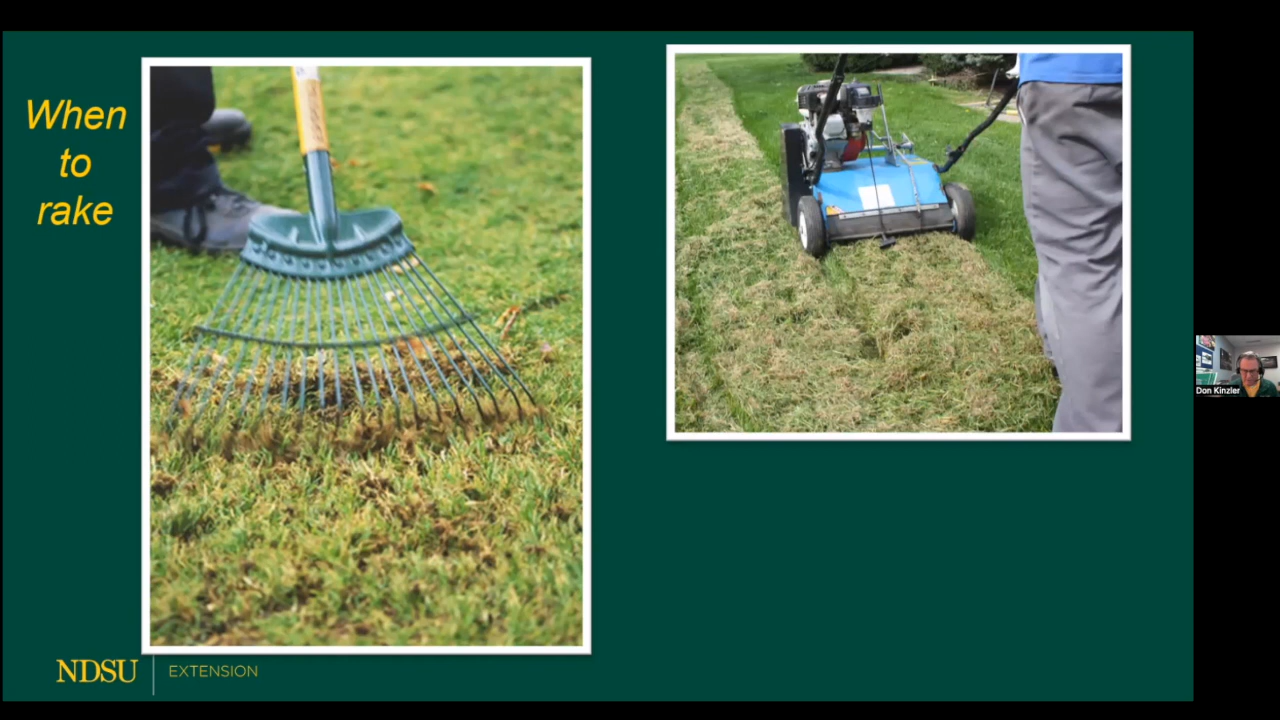 When
to
rake
NDSU
EXTENSION
Don Kinzler